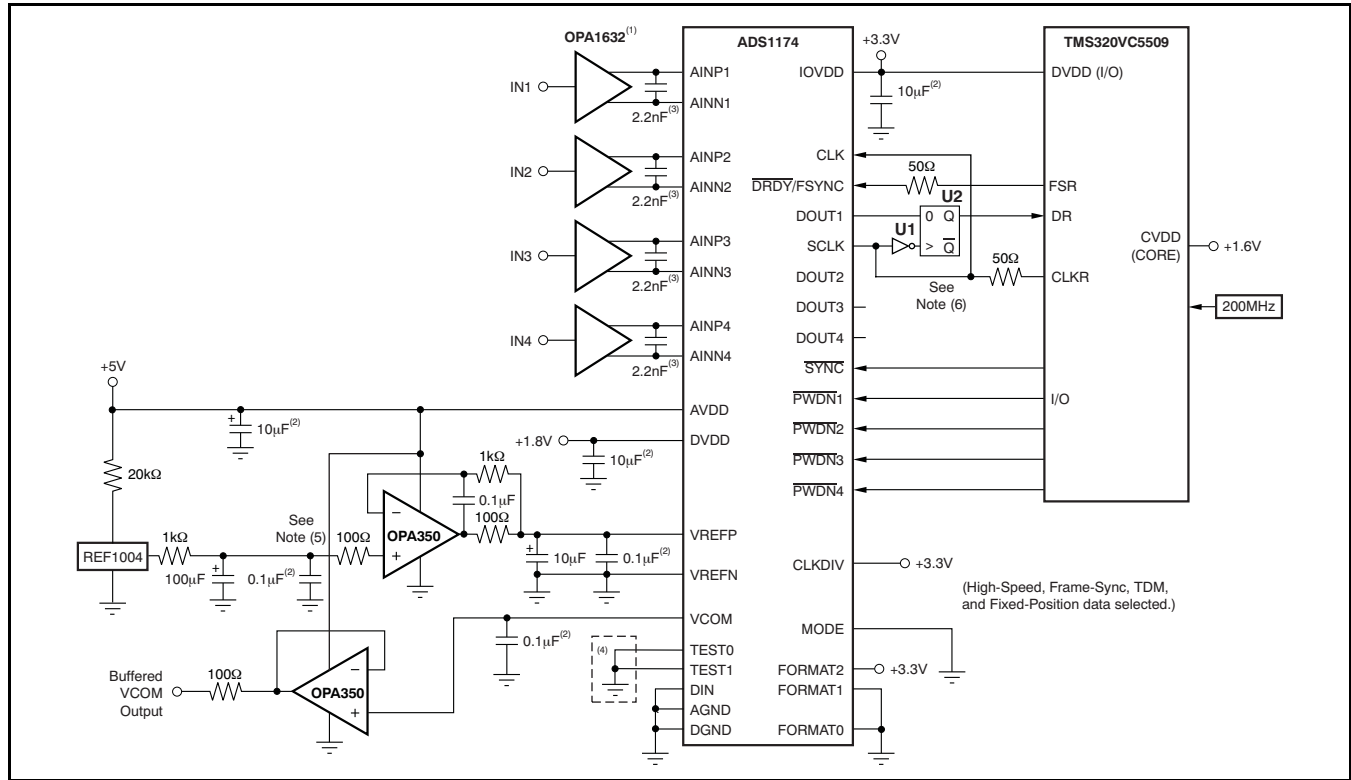 OPA1632(1)
ADS1174
+3.3V
TMS320VC5509
IN1
AINP1
AINN1
2.2nF(3)
IOVDD
10µF(2)
DVDD (I/O)
IN2
AINP2
AINN2
2.2nF(3)
CLK
50Ω
DRDY/FSYNC
FSR
U2
DOUT1
0 Q
DR
U1
SCLK
> Q
CVDD
(CORE)
+1.6V
IN3
AINP3
AINN3
2.2nF(3)
DOUT2
50Ω
CLKR
See
Note (6)
200MHz
DOUT3
DOUT4
IN4
AINP4
AINN4
2.2nF(3)
SYNC
PWDN1
I/O
PWDN2
PWDN3
PWDN4
+5V
AVDD
10µF(2)
+1.8V
DVDD
10µF(2)
20kΩ
1kΩ
0.1µF
100Ω
See
Note (5)
OPA350
−
+
REF1004
1kΩ
100Ω
+
100µF
0.1µF(2)
VREFP
+
10µF
0.1µF(2)
VREFN
CLKDIV
+3.3V
(High-Speed, Frame-Sync, TDM,
and Fixed-Position data selected.)
VCOM
0.1µF(2)
MODE
(4)
TEST0
TEST1
FORMAT2
+3.3V
Buffered
VCOM
Output
100Ω
OPA350
−
+
DIN
FORMAT1
AGND
DGND
FORMAT0